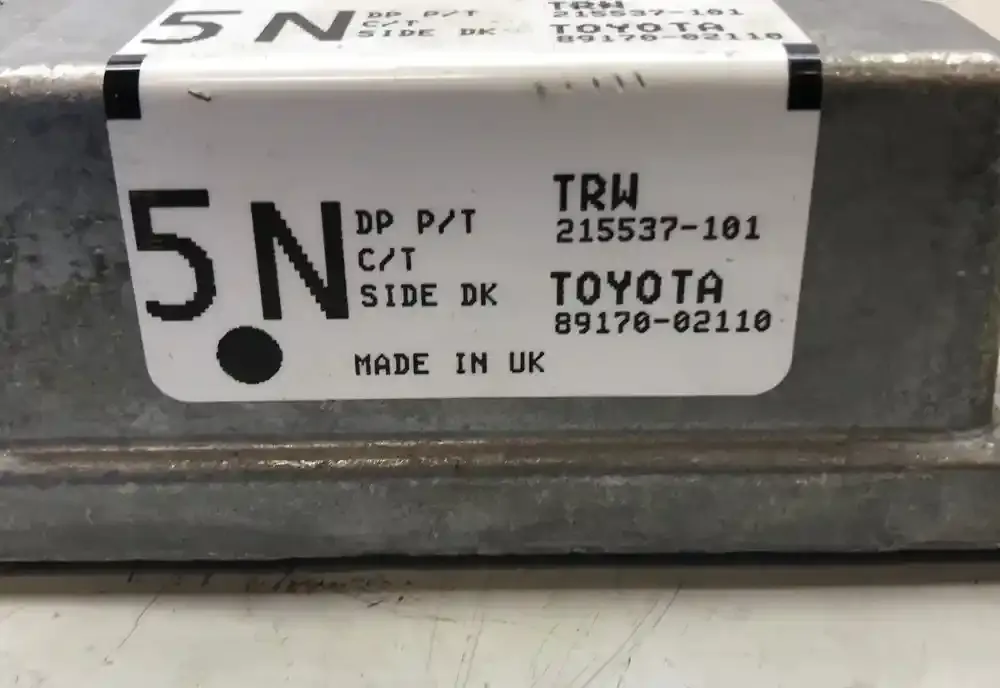 5N
DP P/T
C/T
SIDE DK
TRW
215537-101
TOYOTA
89170-02110
5N
DP P/T
C/T
SIDE DK
TRW
215537-101
TOYOTA
89170-02110
MADE IN UK